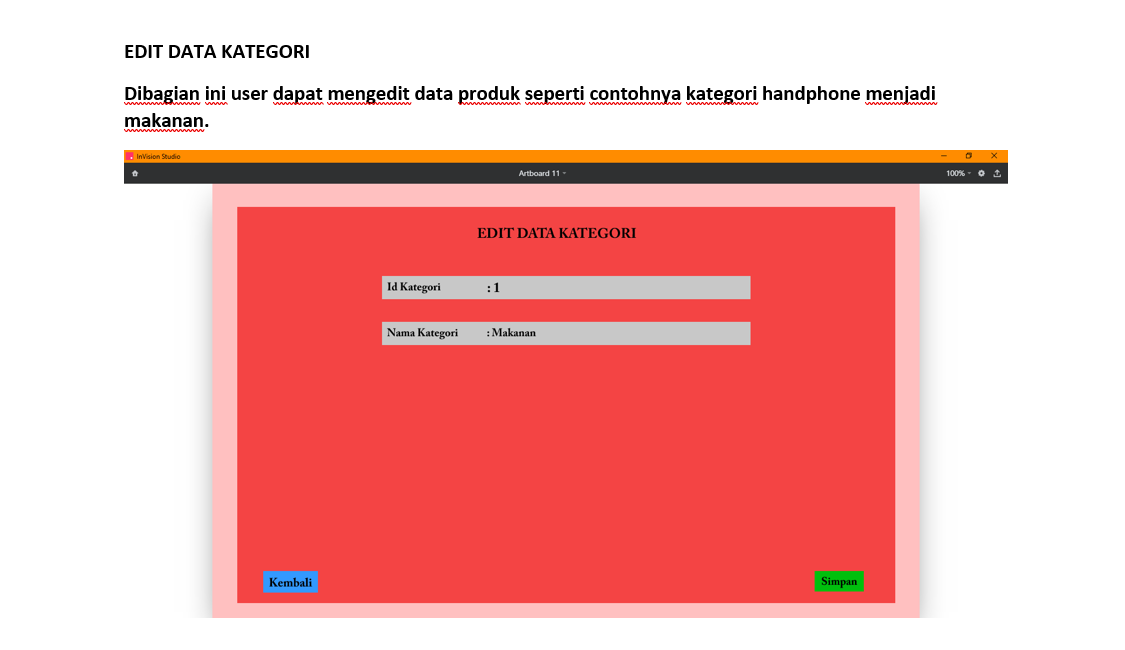 EDIT DATA KATEGORI
Dibagian ini user dapat mengedit data produk seperti contohnya kategori handphone menjadi
makanan.
InVision Studio
Artboard 11
100%
EDIT DATA KATEGORI
Id Kategori : 1
Nama Kategori : Makanan
Kembali
Simpan